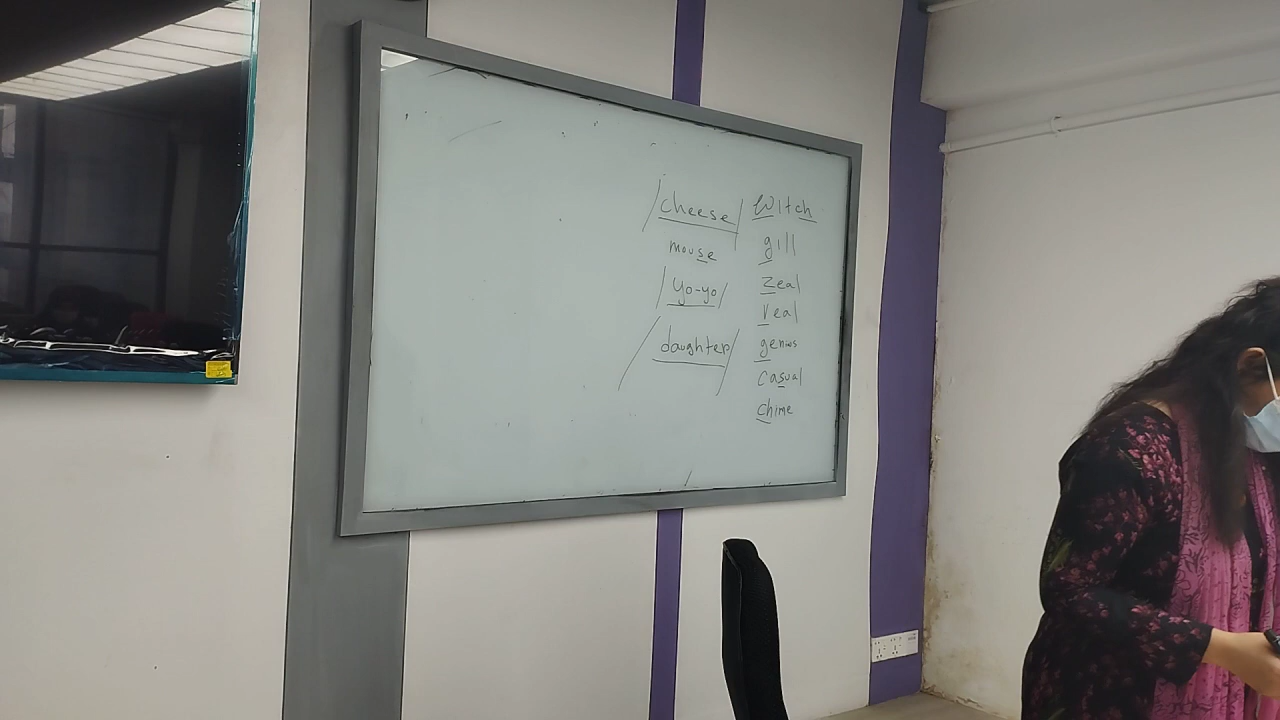 /cheese/ witch
mouse gill
/yo-yo/ zeal
veal
/daughter/ genius
casual
chime